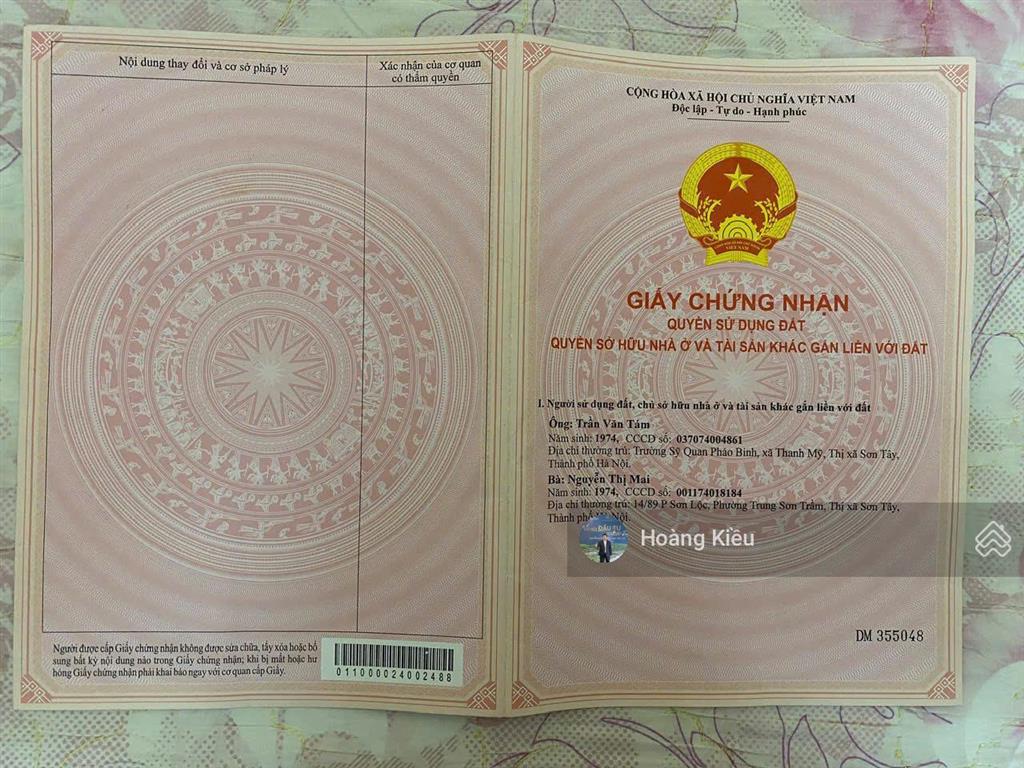 Nội dung thay đổi và cơ sở pháp lý
Xác nhận của cơ quan
có thẩm quyền
Người được cấp Giấy chứng nhận không được sửa chữa, tẩy xóa hoặc bổ
sung bất kỳ nội dung nào trong Giấy chứng nhận; khi bị mất hoặc hư
hỏng Giấy chứng nhận phải khai báo ngay với cơ quan cấp Giấy.
011000024002488
CỘNG HÒA XÃ HỘI CHỦ NGHĨA VIỆT NAM
Độc lập - Tự do - Hạnh phúc
VIỆT NAM
GIẤY CHỨNG NHẬN
QUYỀN SỬ DỤNG ĐẤT
QUYỀN SỞ HỮU NHÀ Ở VÀ TÀI SẢN KHÁC GẮN LIỀN VỚI ĐẤT
I. Người sử dụng đất, chủ sở hữu nhà ở và tài sản khác gắn liền với đất
Ông: Trần Văn Tám
Năm sinh: 1974, CCCD số: 037074004861
Địa chỉ thường trú: Trường Sỹ Quan Pháo Binh, xã Thanh Mỹ, Thị xã Sơn Tây,
Thành phố Hà Nội.
Bà: Nguyễn Thị Mai
Năm sinh: 1974, CCCD số: 001174018184
Địa chỉ thường trú: 14/89 P Sơn Lộc, Phường Trung Sơn Trầm, Thị xã Sơn Tây,
Thành phố Hà Nội.
ĐẦU TƯ
Hoàng Kiều
DM 355048